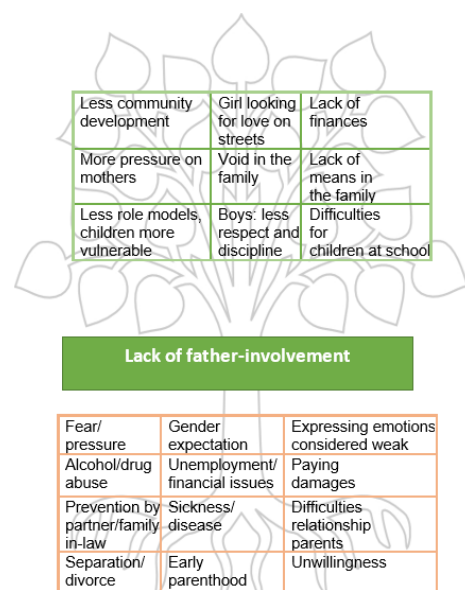 Less community
development
Girl looking
for love on
streets
Lack of
finances
More pressure on
mothers
Void in the
family
Lack of
means in
the family
Less role models,
children more
vulnerable
Boys: less
respect and
discipline
Difficulties
for
children at school
Lack of father-involvement
Fear/
pressure
Gender
expectation
Expressing emotions
considered weak
Alcohol/drug
abuse
Unemployment/
financial issues
Paying
damages
Prevention by
partner/family
in-law
Sickness/
disease
Difficulties
relationship
parents
Separation/
divorce
Early
parenthood
Unwillingness